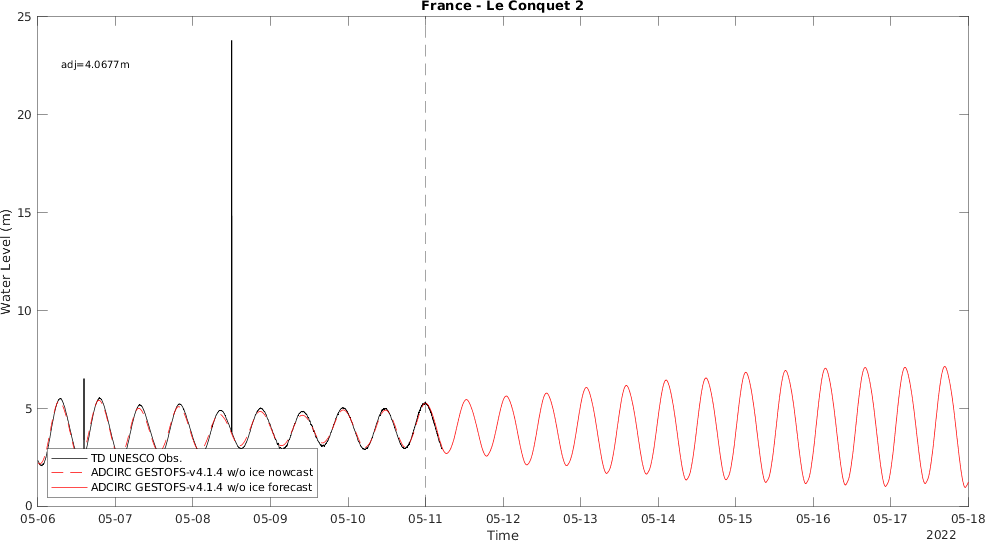 France - Le Conquet 2
25
adj=4.0677m
20
15
Water Level (m)
10
5
TD UNESCO Obs.
ADCIRC GESTOFS-v4.1.4 w/o ice nowcast
ADCIRC GESTOFS-v4.1.4 w/o ice forecast
0
05-06 05-07 05-08 05-09 05-10 05-11 05-12 05-13 05-14 05-15 05-16 05-17 05-18
Time
2022